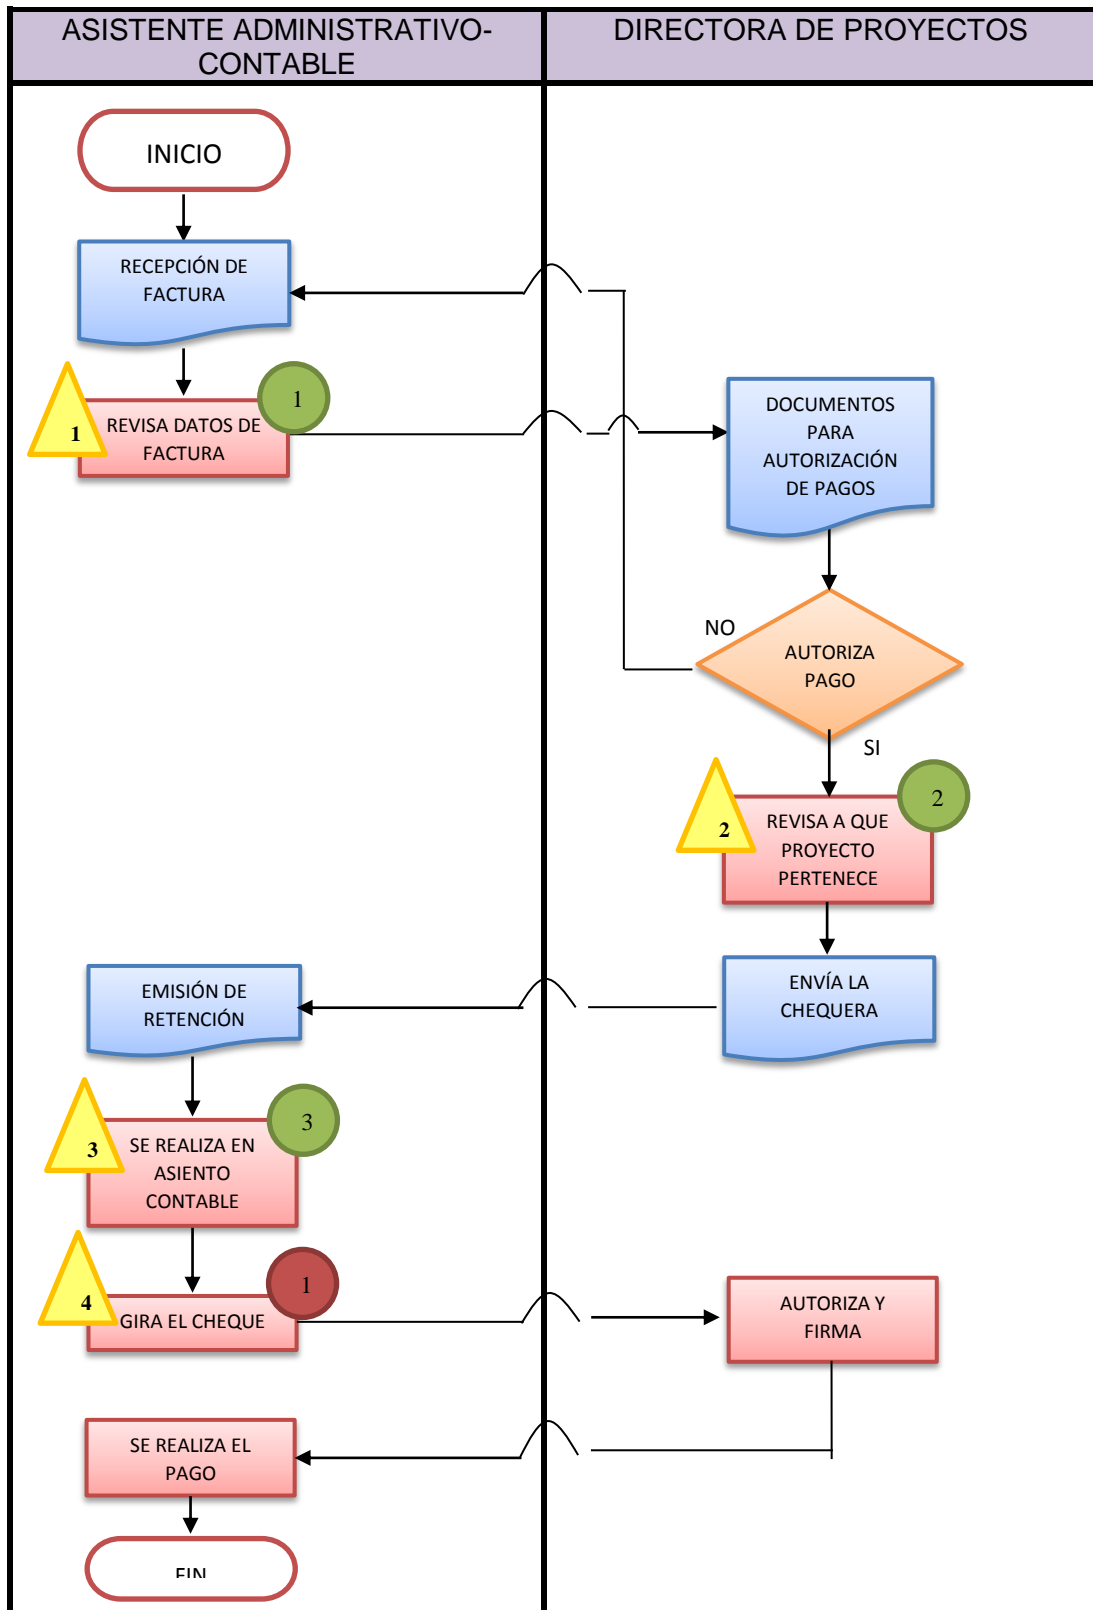 ASISTENTE ADMINISTRATIVO-
CONTABLE
DIRECTORA DE PROYECTOS
INICIO
RECEPCIÓN DE
FACTURA
1
REVISA DATOS DE
FACTURA
1
DOCUMENTOS
PARA
AUTORIZACIÓN
DE PAGOS
NO
AUTORIZA
PAGO
SI
2
REVISA A QUE
PROYECTO
PERTENECE
2
ENVÍA LA
CHEQUERA
EMISIÓN DE
RETENCIÓN
3
SE REALIZA EN
ASIENTO
CONTABLE
3
4
GIRA EL CHEQUE
1
AUTORIZA Y
FIRMA
SE REALIZA EL
PAGO
FIN